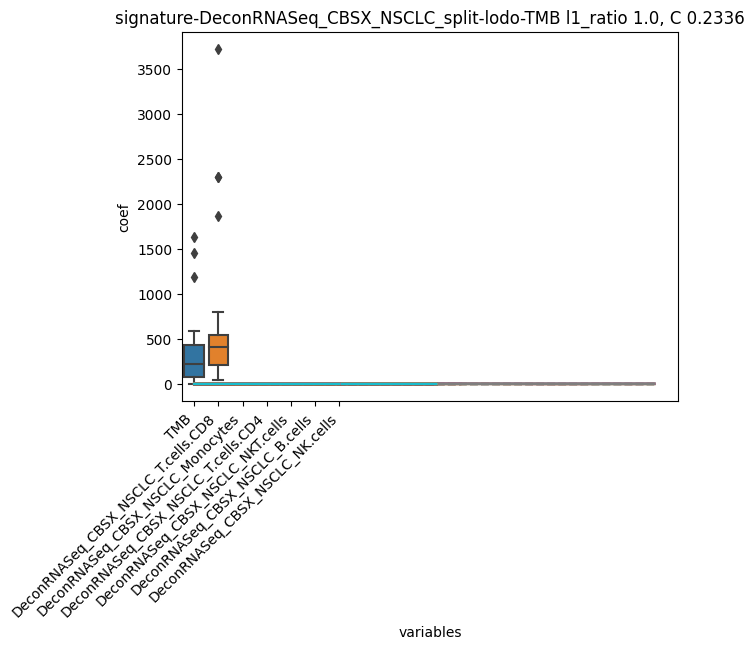 signature-DeconRNASeq_CBSX_NSCLC_split-lodo-TMB l1_ratio 1.0, C 0.2336
3500
3000
2500
2000
1500
1000
500
0
coef
TMB
DeconRNASeq_CBSX_NSCLC_T.cells.CD8
DeconRNASeq_CBSX_NSCLC_Monocytes
DeconRNASeq_CBSX_NSCLC_T.cells.CD4
DeconRNASeq_CBSX_NSCLC_NKT.cells
DeconRNASeq_CBSX_NSCLC_B.cells
DeconRNASeq_CBSX_NSCLC_NK.cells
variables